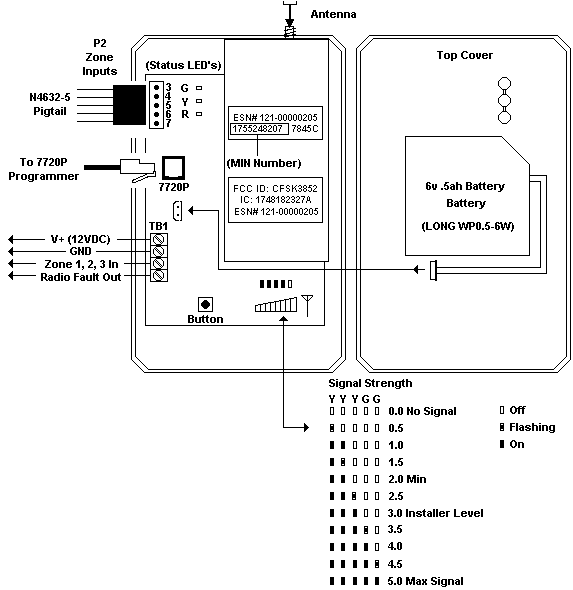 Antenna
P2
Zone
Inputs
(Status LED's)
Top Cover
N4632-5
Pigtail
3 G
4
5 Y
6 R
7
ESN# 121-00000205
1755248207 7845C
(MIN Number)
To 7720P
Programmer
7720P
FCC ID: CFSK3852
IC: 1748182327A
ESN# 121-00000205
6v .5ah Battery
Battery
(LONG WP0.5-6W)
TB1
V+ (12VDC)
GND
Zone 1, 2, 3 In
Radio Fault Out
Button
Signal Strength
Y Y Y G G
0.0 No Signal
0.5
1.0
1.5
2.0 Min
2.5
3.0 Installer Level
3.5
4.0
4.5
5.0 Max Signal
Off
Flashing
On